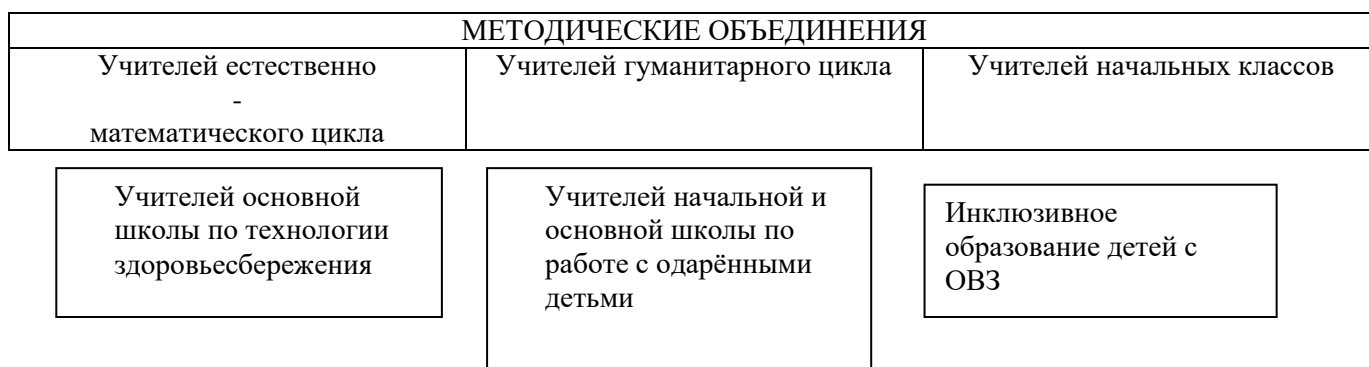 МЕТОДИЧЕСКИЕ ОБЪЕДИНЕНИЯ
Учителей естественно
-
математического цикла
Учителей гуманитарного цикла
Учителей начальных классов
Учителей основной
школы по технологии
здоровьесбережения
Учителей начальной и
основной школы по
работе с одарёнными
детьми
Инклюзивное
образование детей с
ОВЗ